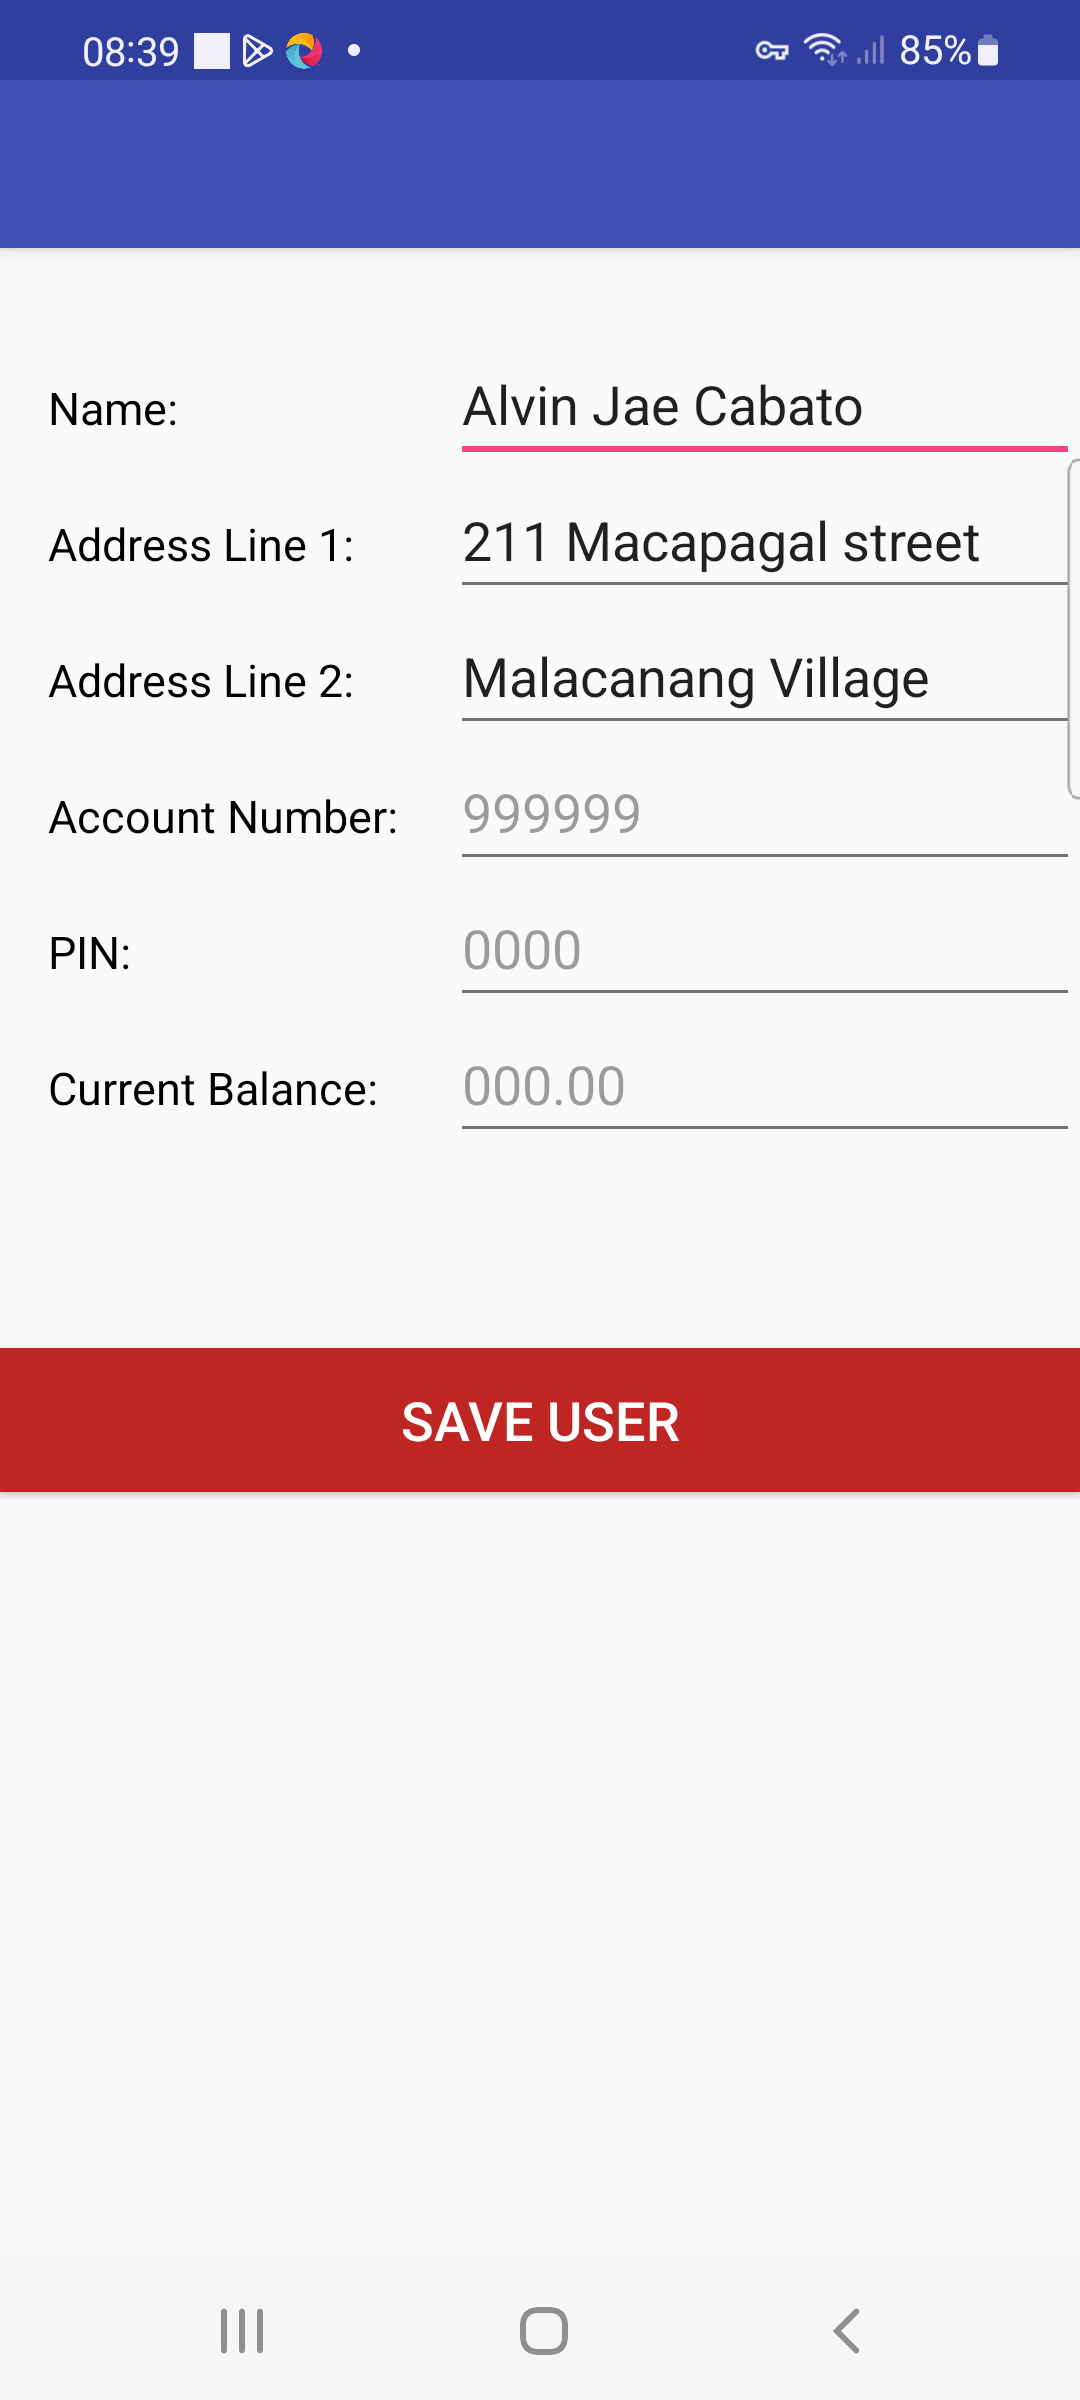 08:39
85%
Name: Alvin Jae Cabato
Address Line 1: 211 Macapagal street
Address Line 2: Malacanang Village
Account Number: 999999
PIN: 0000
Current Balance: 000.00
SAVE USER